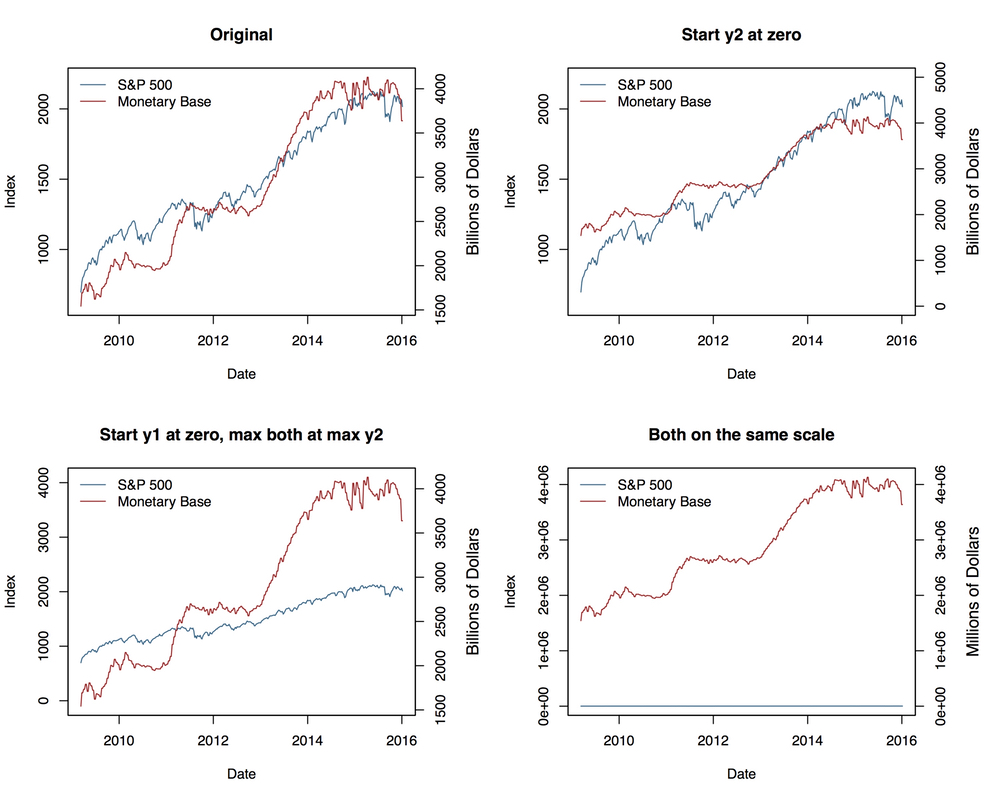 Original
S&P 500
Monetary Base
2000
1500
1000
Index
4000
3500
3000
2500
2000
1500
Billions of Dollars
2010 2012 2014 2016
Date
Start y2 at zero
S&P 500
Monetary Base
2000
1500
1000
Index
5000
4000
3000
2000
1000
0
Billions of Dollars
2010 2012 2014 2016
Date
Start y1 at zero, max both at max y2
S&P 500
Monetary Base
4000
3000
2000
1000
0
Index
4000
3500
3000
2500
2000
1500
Billions of Dollars
2010 2012 2014 2016
Date
Both on the same scale
S&P 500
Monetary Base
4e+06
3e+06
2e+06
1e+06
0e+00
Index
4e+06
3e+06
2e+06
1e+06
0e+00
Millions of Dollars
2010 2012 2014 2016
Date